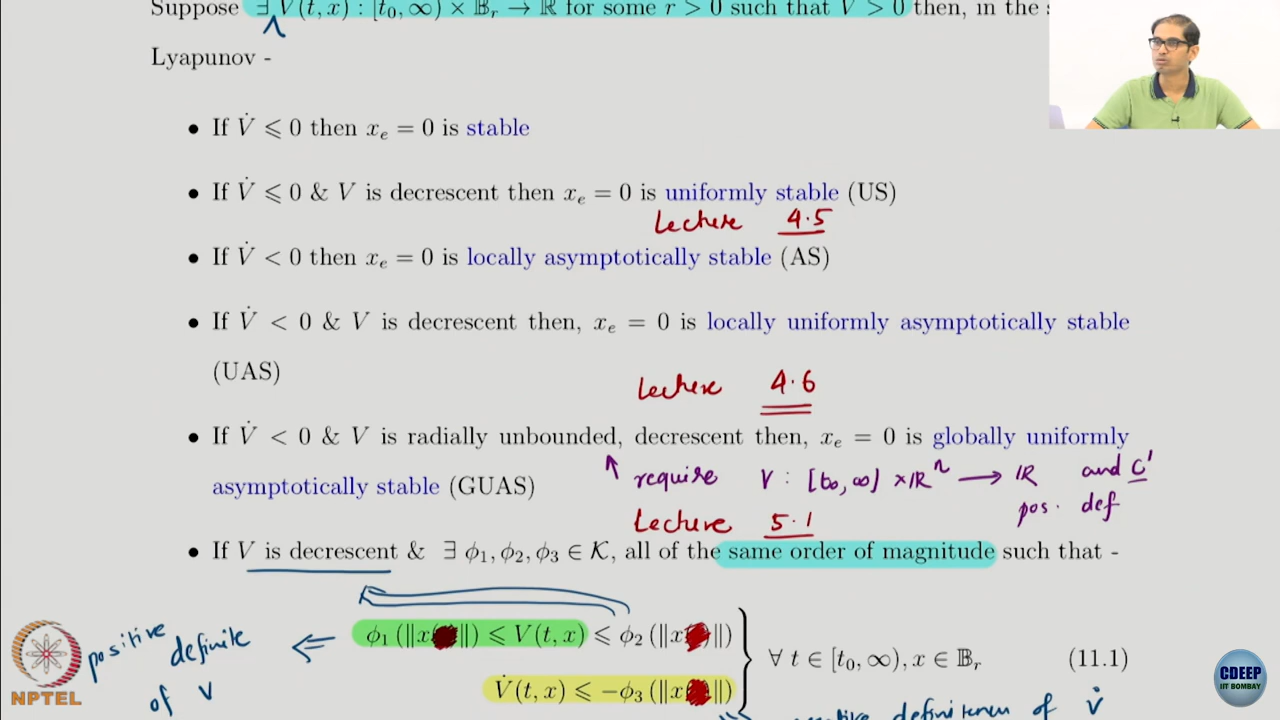 Suppose ∃ V(t, x) : [t₀, ∞) × 𝔹ᵣ → ℝ for some r > 0 such that V > 0 then, in the
Lyapunov -
• If V̇ ⩽ 0 then xₑ = 0 is stable
• If V̇ ⩽ 0 & V is decrescent then xₑ = 0 is uniformly stable (US)
Lecture 4.5
• If V̇ < 0 then xₑ = 0 is locally asymptotically stable (AS)
• If V̇ < 0 & V is decrescent then, xₑ = 0 is locally uniformly asymptotically stable
(UAS)
Lecture 4.6
• If V̇ < 0 & V is radially unbounded, decrescent then, xₑ = 0 is globally uniformly
asymptotically stable (GUAS)
require V : [t₀, ∞] × ℝⁿ → ℝ and C¹
pos. def
Lecture 5.1
• If V is decrescent & ∃ ϕ₁, ϕ₂, ϕ₃ ∈ 𝒦, all of the same order of magnitude such that -
ϕ₁ (‖x‖) ⩽ V(t, x) ⩽ ϕ₂ (‖x‖)
V̇(t, x) ⩽ −ϕ₃ (‖x‖)
∀ t ∈ [t₀, ∞), x ∈ 𝔹ᵣ (11.1)
positive definite
of V
definiteness of V̇
NPTEL
CDEEP
IIT BOMBAY